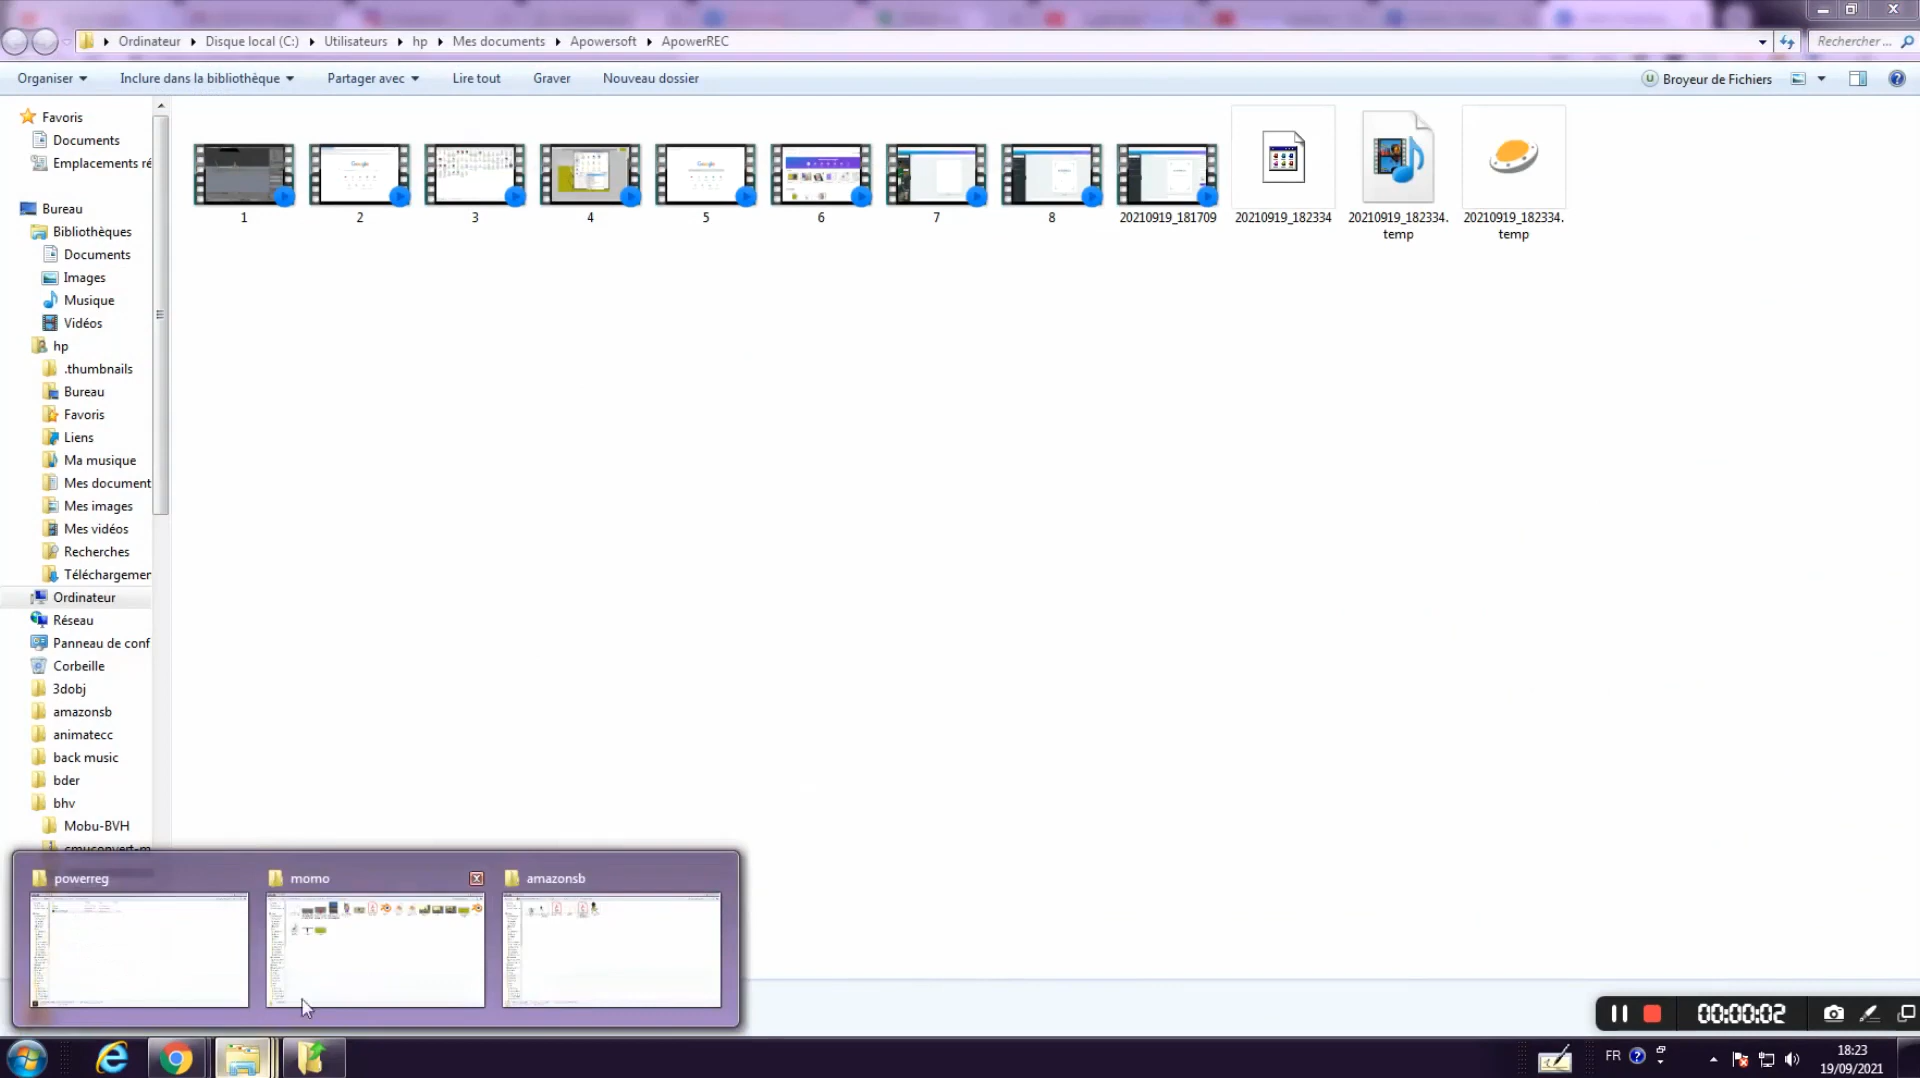 Ordinateur Disque local (C:) Utilisateurs hp Mes documents Apowersoft ApowerREC
Rechercher ...
Organiser Inclure dans la bibliothèque Partager avec Lire tout Graver Nouveau dossier
Broyeur de Fichiers
Favoris
Documents
Emplacements ré
Bureau
Bibliothèques
Documents
Images
Musique
Vidéos
hp
.thumbnails
Bureau
Favoris
Liens
Ma musique
Mes document
Mes images
Mes vidéos
Recherches
Téléchargemer
Ordinateur
Réseau
Panneau de conf
Corbeille
3dobj
amazonsb
animatecc
back music
bder
bhv
Mobu-BVH
cmuconvert-m
1 2 3 4 5 6 7 8 20210919_181709 20210919_182334 20210919_182334.temp 20210919_182334.temp
Google
Google
powerreg momo amazonsb
00:00:02
FR
18:23
19/09/2021